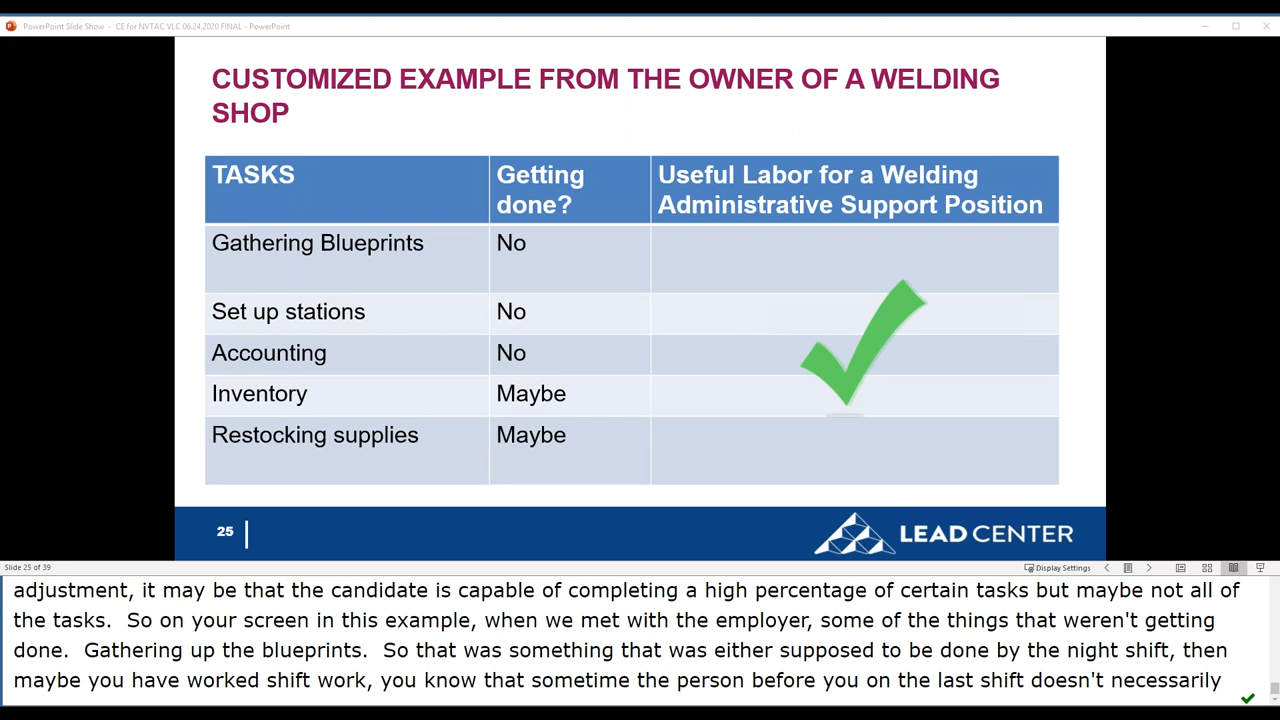 PowerPoint Slide Show - CE for NVTAC VLC 06.24.2020 FINAL - PowerPoint
CUSTOMIZED EXAMPLE FROM THE OWNER OF A WELDING
SHOP
TASKS
Getting
done?
Useful Labor for a Welding
Administrative Support Position
Gathering Blueprints No
Set up stations No
Accounting No
Inventory Maybe
Restocking supplies Maybe
25
LEAD CENTER
Slide 25 of 39
Display Settings
adjustment, it may be that the candidate is capable of completing a high percentage of certain tasks but maybe not all of
the tasks.  So on your screen in this example, when we met with the employer, some of the things that weren't getting
done.  Gathering up the blueprints.  So that was something that was either supposed to be done by the night shift, then
maybe you have worked shift work, you know that sometime the person before you on the last shift doesn't necessarily